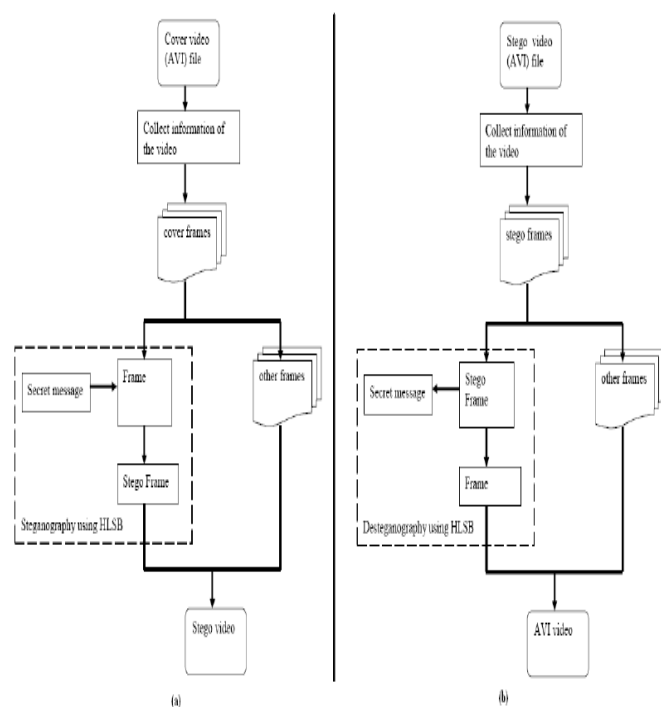 Cover video
(AVI) file
Collect information of
the video
cover frames
Frame
Secret message
other frames
Stego Frame
Steganography using HLSB
Stego video
(a)
Stego video
(AVI) file
Collect information of
the video
stego frames
Stego
Frame
Secret message
other frames
Frame
Desteganography using HLSB
AVI video
(b)